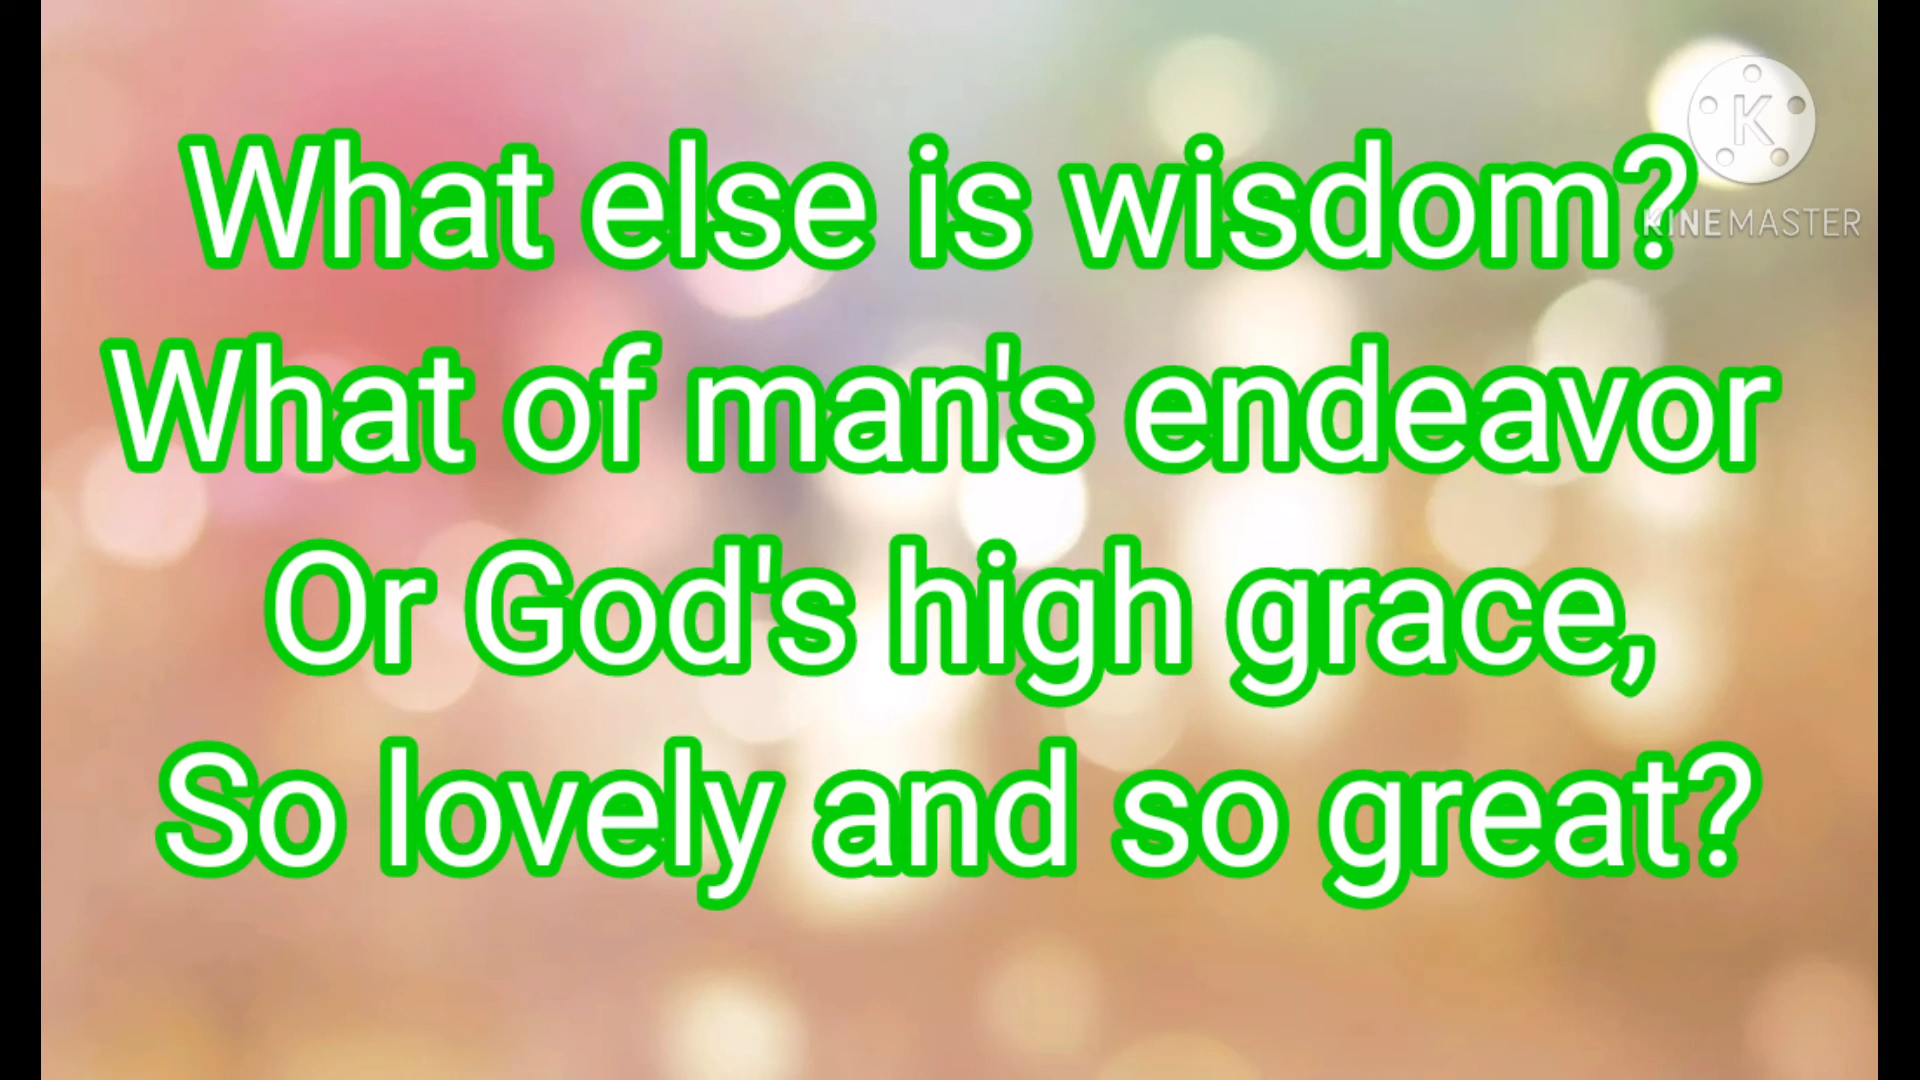 What else is wisdom?
What of man's endeavor
Or God's high grace,
So lovely and so great?
K
KINEMASTER